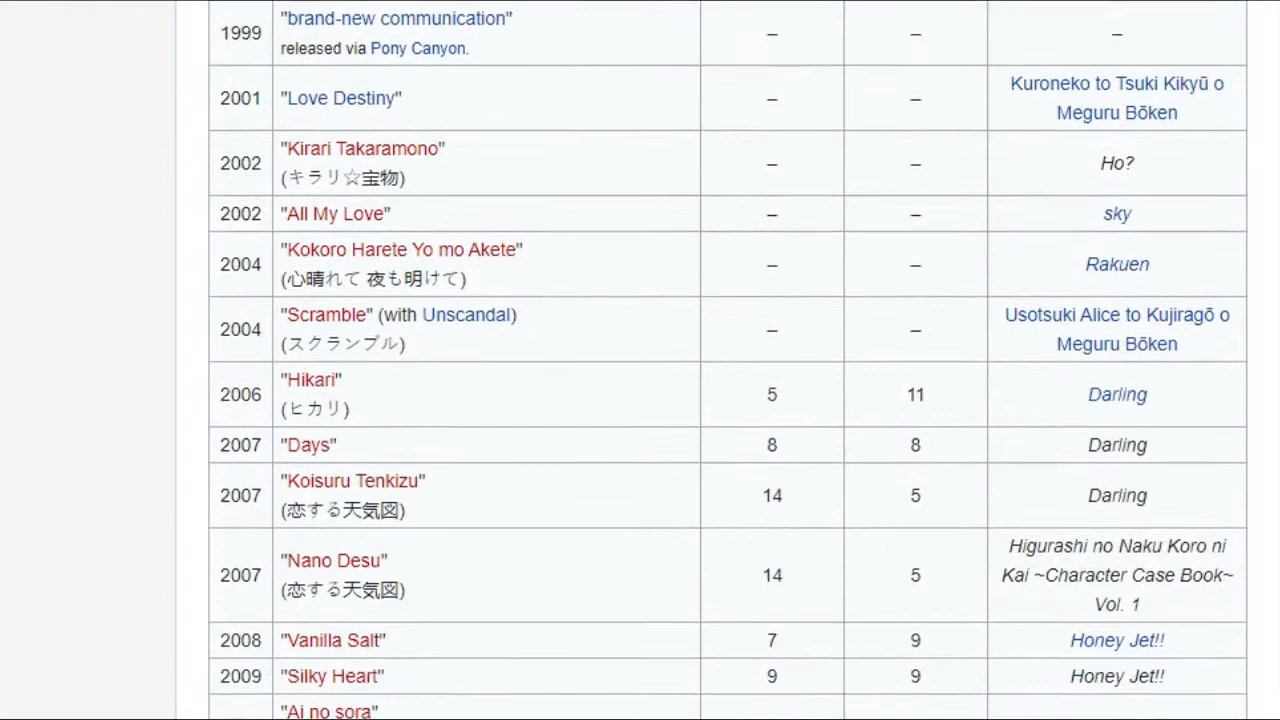 1999
"brand-new communication"
released via Pony Canyon.
–
–
–
2001
"Love Destiny"
–
–
Kuroneko to Tsuki Kikyū o
Meguru Bōken
2002
"Kirari Takaramono"
(キラリ☆宝物)
–
–
Ho?
2002
"All My Love"
–
–
sky
2004
"Kokoro Harete Yo mo Akete"
(心晴れて 夜も明けて)
–
–
Rakuen
2004
"Scramble" (with Unscandal)
(スクランブル)
–
–
Usotsuki Alice to Kujiragō o
Meguru Bōken
2006
"Hikari"
(ヒカリ)
5
11
Darling
2007
"Days"
8
8
Darling
2007
"Koisuru Tenkizu"
(恋する天気図)
14
5
Darling
2007
"Nano Desu"
(恋する天気図)
14
5
Higurashi no Naku Koro ni
Kai ~Character Case Book~
Vol. 1
2008
"Vanilla Salt"
7
9
Honey Jet!!
2009
"Silky Heart"
9
9
Honey Jet!!
"Ai no sora"